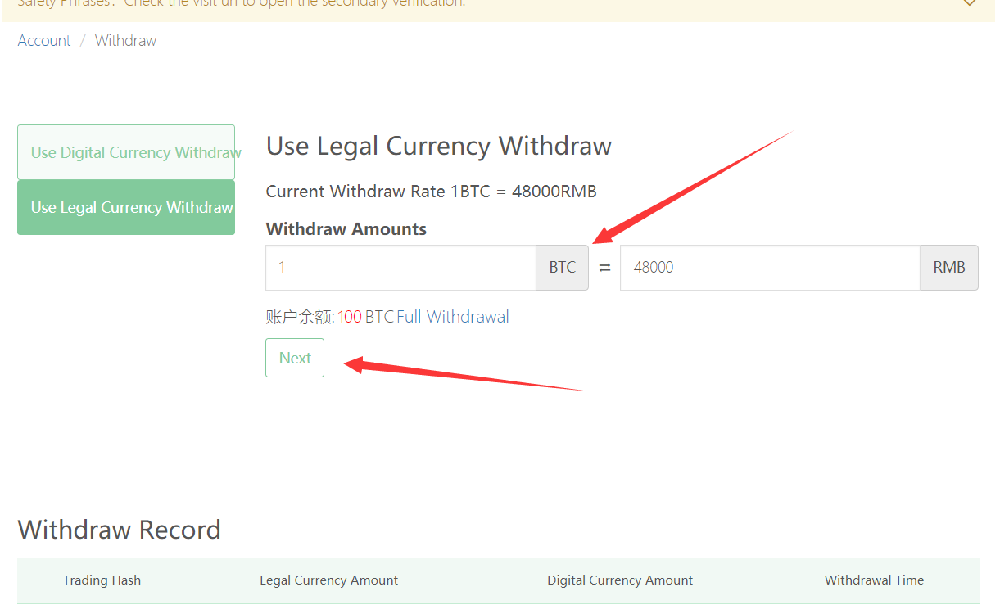 Safety Phrases: Check the visit url to open the secondary verification.
Account / Withdraw
Use Digital Currency Withdraw
Use Legal Currency Withdraw
Use Legal Currency Withdraw
Current Withdraw Rate 1BTC = 48000RMB
Withdraw Amounts
1 BTC ⇄ 48000 RMB
账户余额: 100 BTC Full Withdrawal
Next
Withdraw Record
Trading Hash Legal Currency Amount Digital Currency Amount Withdrawal Time